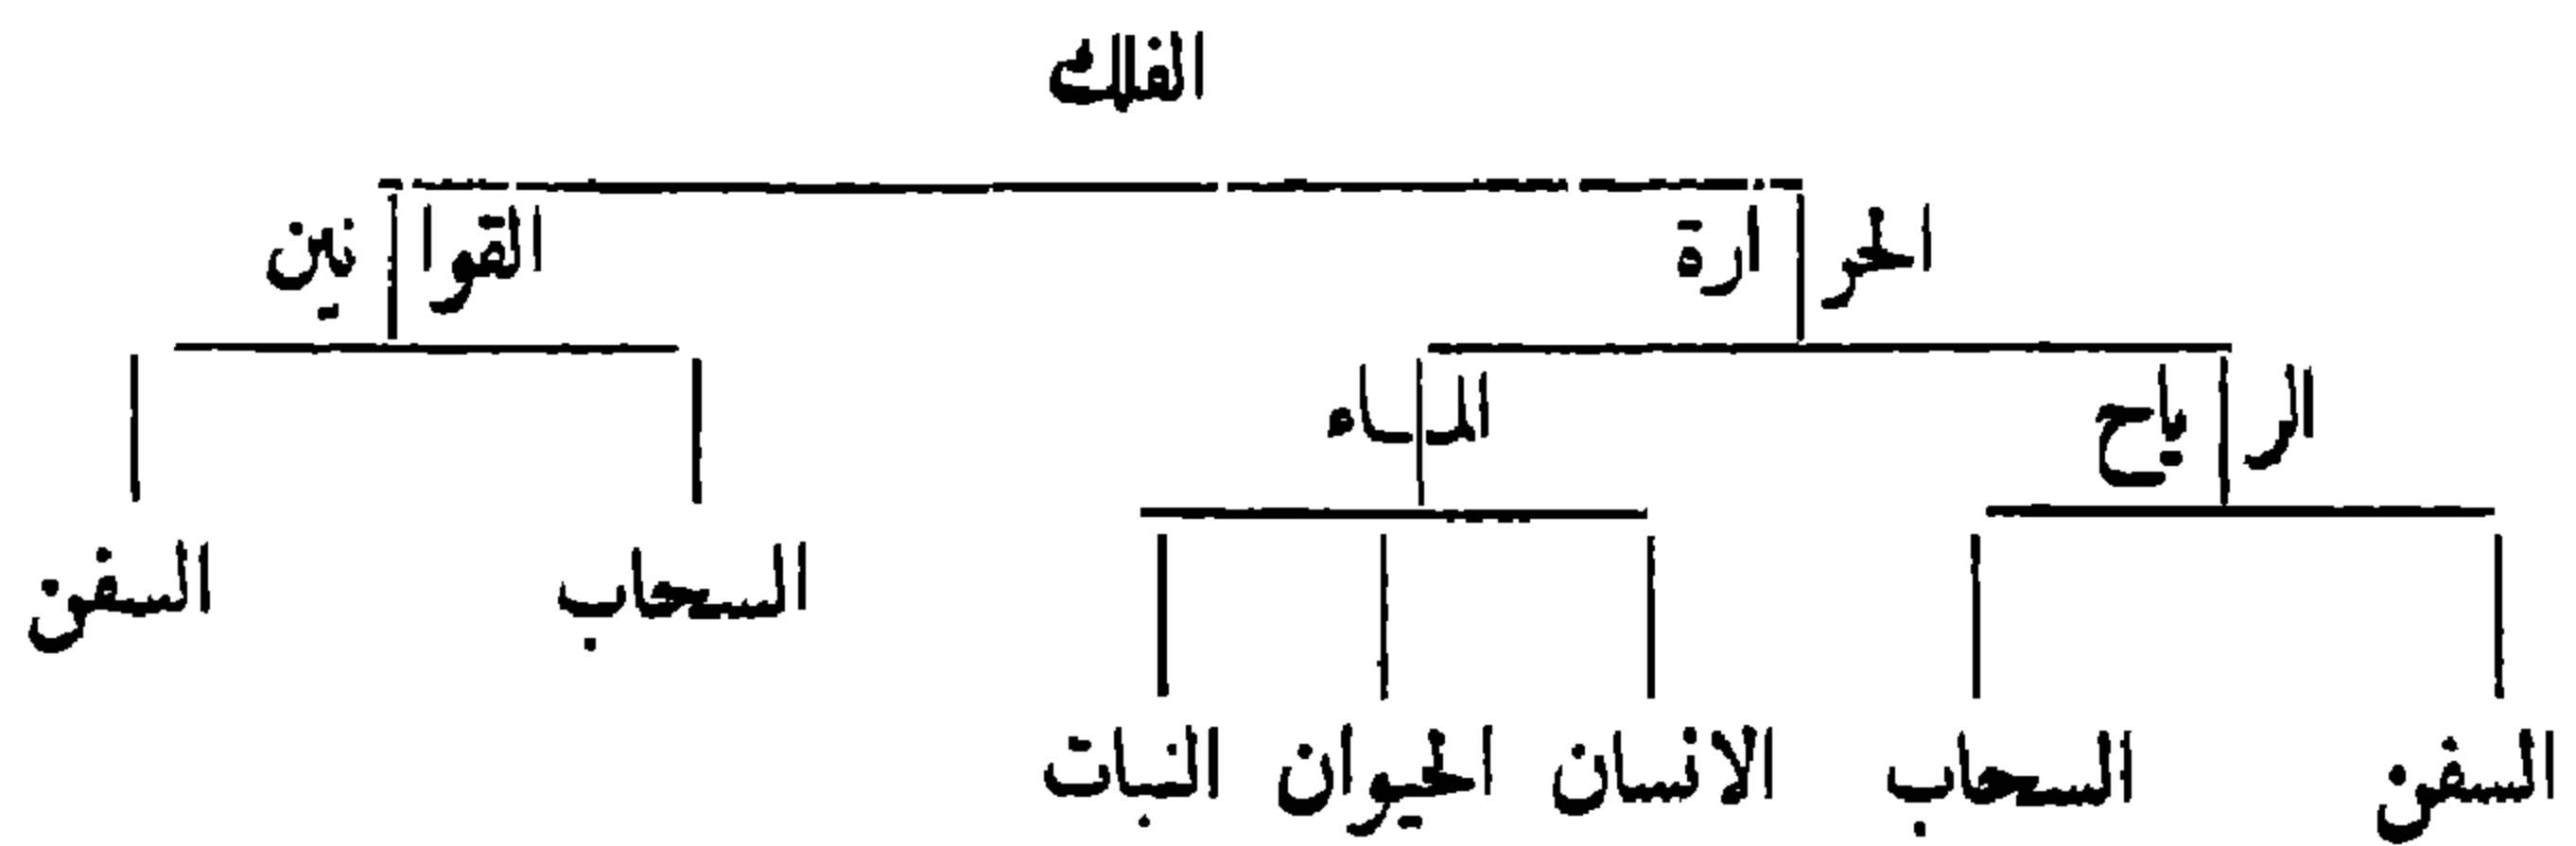 الفلك
الحرارة القوانين
الرياح الماء
السحاب السفن
السفن السحاب الانسان الحيوان النبات